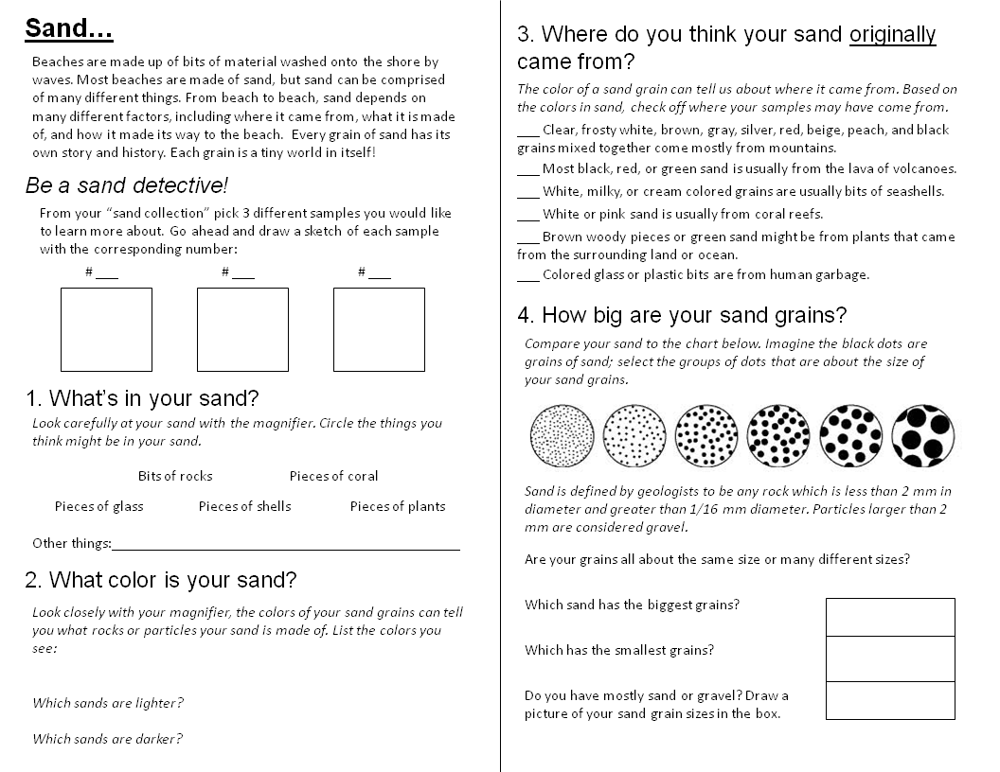 Sand…
Beaches are made up of bits of material washed onto the shore by
waves. Most beaches are made of sand, but sand can be comprised
of many different things. From beach to beach, sand depends on
many different factors, including where it came from, what it is made
of, and how it made its way to the beach. Every grain of sand has its
own story and history. Each grain is a tiny world in itself!
Be a sand detective!
From your “sand collection” pick 3 different samples you would like
to learn more about. Go ahead and draw a sketch of each sample
with the corresponding number:
# ___ # ___ # ___
1. What’s in your sand?
Look carefully at your sand with the magnifier. Circle the things you
think might be in your sand.
Bits of rocks Pieces of coral
Pieces of glass Pieces of shells Pieces of plants
Other things:______________________________________________
2. What color is your sand?
Look closely with your magnifier, the colors of your sand grains can tell
you what rocks or particles your sand is made of. List the colors you
see:
Which sands are lighter?
Which sands are darker?
3. Where do you think your sand originally
came from?
The color of a sand grain can tell us about where it came from. Based on
the colors in sand, check off where your samples may have come from.
___ Clear, frosty white, brown, gray, silver, red, beige, peach, and black
grains mixed together come mostly from mountains.
___ Most black, red, or green sand is usually from the lava of volcanoes.
___ White, milky, or cream colored grains are usually bits of seashells.
___ White or pink sand is usually from coral reefs.
___ Brown woody pieces or green sand might be from plants that came
from the surrounding land or ocean.
___ Colored glass or plastic bits are from human garbage.
4. How big are your sand grains?
Compare your sand to the chart below. Imagine the black dots are
grains of sand; select the groups of dots that are about the size of
your sand grains.
Sand is defined by geologists to be any rock which is less than 2 mm in
diameter and greater than 1/16 mm diameter. Particles larger than 2
mm are considered gravel.
Are your grains all about the same size or many different sizes?
Which sand has the biggest grains?
Which has the smallest grains?
Do you have mostly sand or gravel? Draw a
picture of your sand grain sizes in the box.